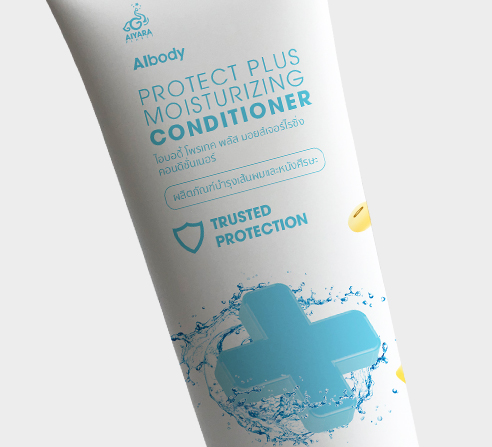 AIYARA
AIbody
PROTECT PLUS
MOISTURIZING
CONDITIONER
ไอบอดี้ โพรเทค พลัส มอยส์เจอร์ไรซิ่ง
คอนดิชันเนอร์
ผลิตภัณฑ์บำรุงเส้นผมและหนังศีรษะ
TRUSTED
PROTECTION